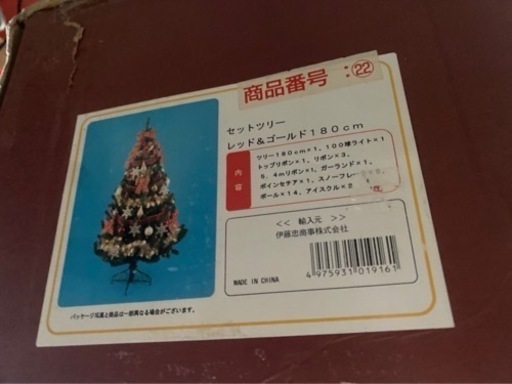 商品番号：㉒
セットツリー
レッド＆ゴールド１８０ｃｍ
内容
ツリー１８０ｃｍ×１、１００球ライト×１
トップリボン×１、リボン×３、
５．４ｍリボン×１、ガーランド×１、
ポインセチア×１、スノーフレーク×６、
ボール×１４、アイスクル×２
＜＜　輸入元　＞＞
伊藤忠商事株式会社
MADE IN CHINA
4 975931 019161
パッケージ写真と商品は一部異なる場合がございます。